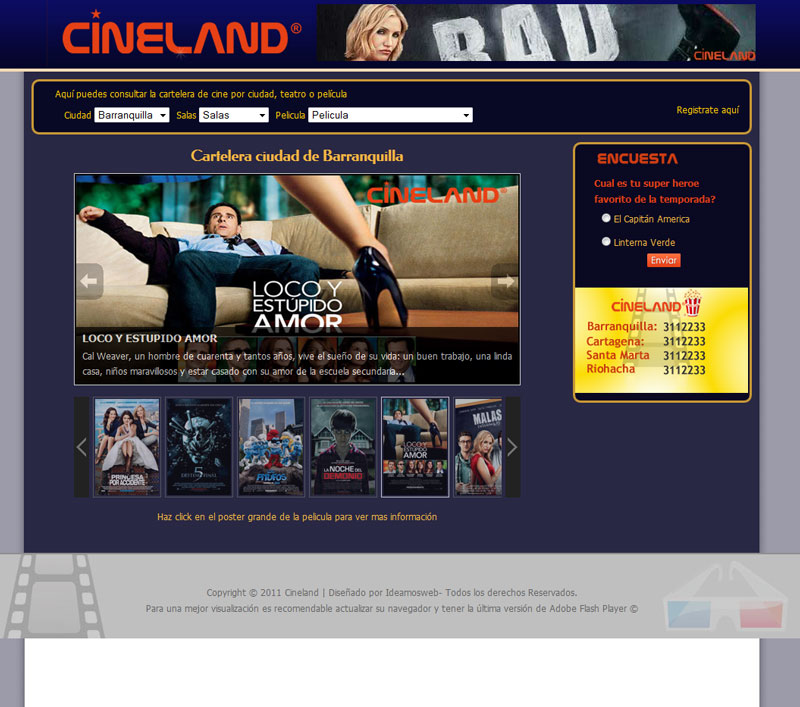 CINELAND®
BAD
CINELAND
Aquí puedes consultar la cartelera de cine por ciudad, teatro o película
Ciudad Barranquilla Salas Salas Pelicula Pelicula
Registrate aquí
Cartelera ciudad de Barranquilla
CINELAND®
LOCO Y
ESTÚPIDO
AMOR
LOCO Y ESTUPIDO AMOR
Cal Weaver, un hombre de cuarenta y tantos años, vive el sueño de su vida: un buen trabajo, una linda
casa, niños maravillosos y estar casado con su amor de la escuela secundaria...
PRINCESA
POR ACCIDENTE
5
DESTINO FINAL
LOS PITUFOS
LA NOCHE DEL
DEMONIO
LOCO Y
ESTÚPIDO
AMOR
MALAS
Haz click en el poster grande de la pelicula para ver mas información
ENCUESTA
Cual es tu super heroe
favorito de la temporada?
El Capitán America
Linterna Verde
Enviar
CINELAND
Barranquilla: 3112233
Cartagena: 3112233
Santa Marta 3112233
Riohacha 3112233
Copyright © 2011 Cineland | Diseñado por Ideamosweb- Todos los derechos Reservados.
Para una mejor visualización es recomendable actualizar su navegador y tener la última versión de Adobe Flash Player ©